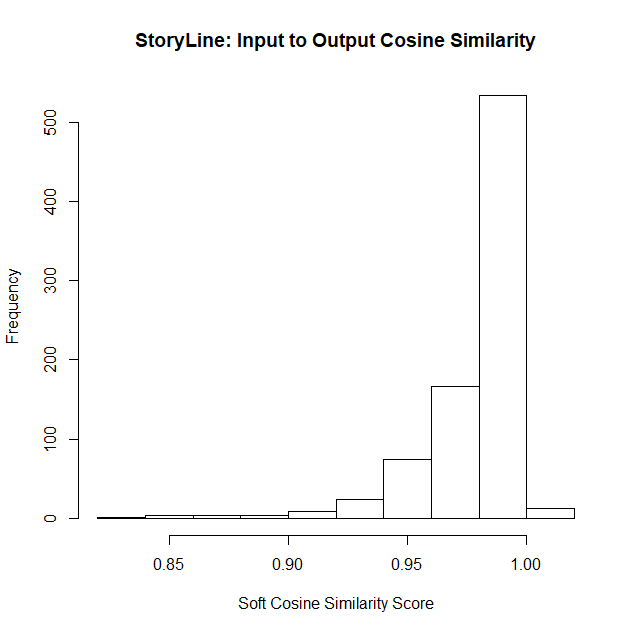 StoryLine: Input to Output Cosine Similarity
500
400
300
200
100
0
Frequency
0.85 0.90 0.95 1.00
Soft Cosine Similarity Score